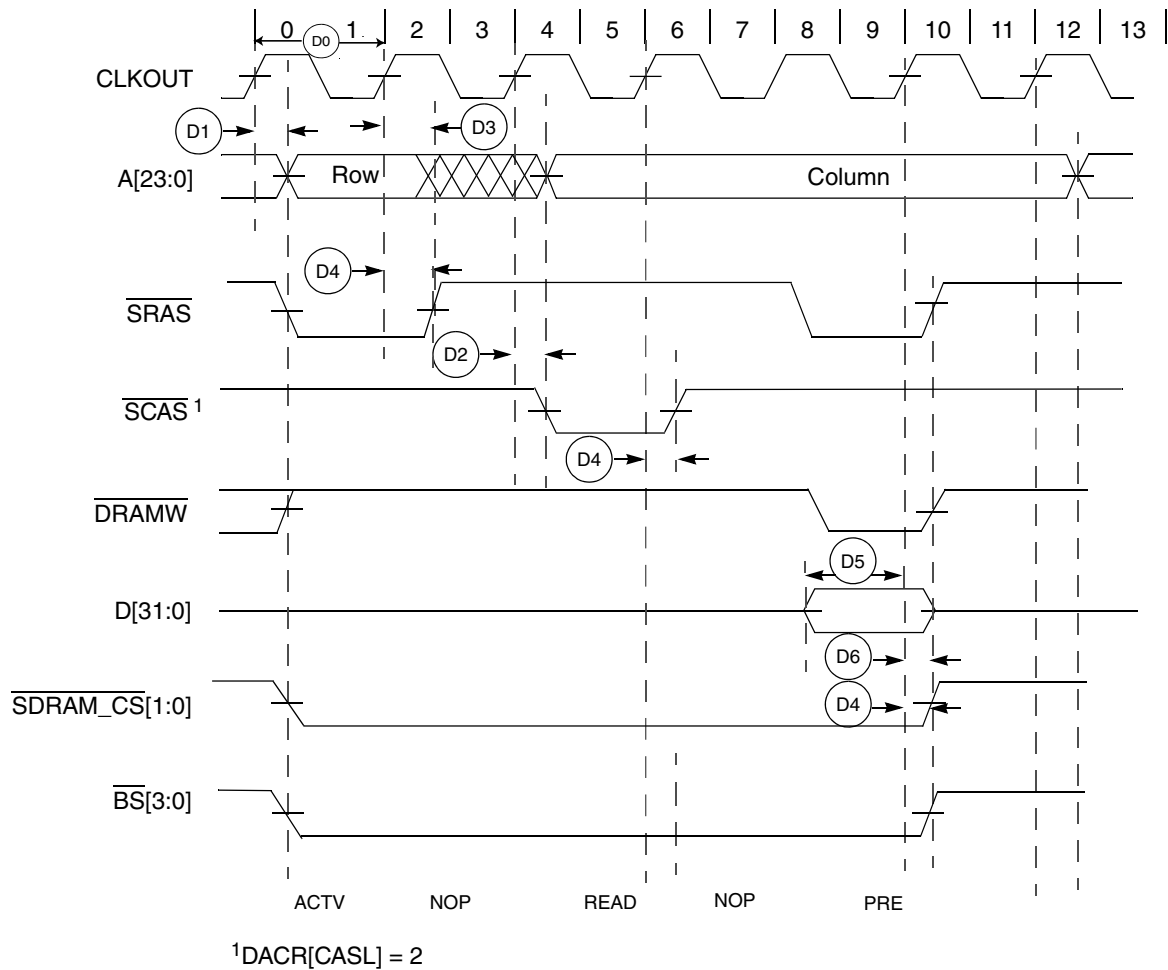 0 1 2 3 4 5 6 7 8 9 10 11 12 13
D0
CLKOUT
D1
D3
A[23:0]
Row
Column
D4
SRAS
D2
SCAS 1
D4
DRAMW
D5
D[31:0]
D6
SDRAM_CS[1:0]
D4
BS[3:0]
ACTV NOP READ NOP PRE
1DACR[CASL] = 2